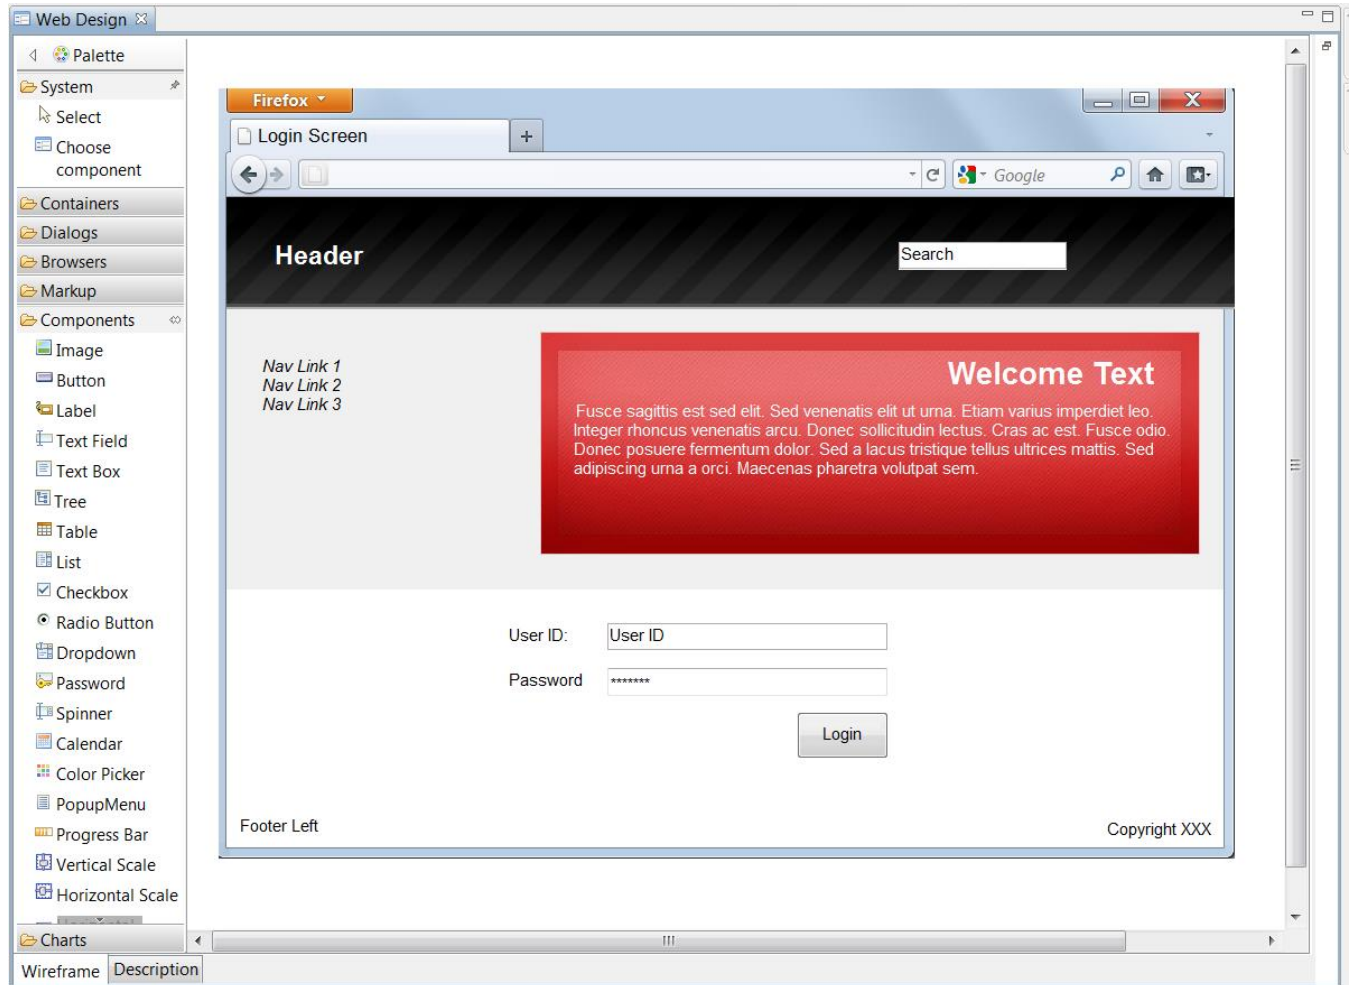 Web Design
Palette
System
Select
Choose
component
Containers
Dialogs
Browsers
Markup
Components
Image
Button
Label
Text Field
Text Box
Tree
Table
List
Checkbox
Radio Button
Dropdown
Password
Spinner
Calendar
Color Picker
PopupMenu
Progress Bar
Vertical Scale
Horizontal Scale
Charts
Wireframe
Description
Firefox
Login Screen
Google
Header
Search
Nav Link 1
Nav Link 2
Nav Link 3
Welcome Text
Fusce sagittis est sed elit. Sed venenatis elit ut urna. Etiam varius imperdiet leo.
Integer rhoncus venenatis arcu. Donec sollicitudin lectus. Cras ac est. Fusce odio.
Donec posuere fermentum dolor. Sed a lacus tristique tellus ultrices mattis. Sed
adipiscing urna a orci. Maecenas pharetra volutpat sem.
User ID:
User ID
Password
*******
Login
Footer Left
Copyright XXX